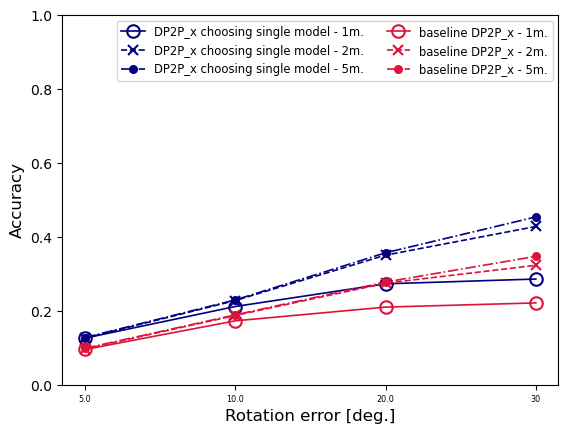 DP2P_x choosing single model - 1m.
DP2P_x choosing single model - 2m.
DP2P_x choosing single model - 5m.
baseline DP2P_x - 1m.
baseline DP2P_x - 2m.
baseline DP2P_x - 5m.
1.0
0.8
0.6
0.4
0.2
0.0
Accuracy
5.0 10.0 20.0 30
Rotation error [deg.]